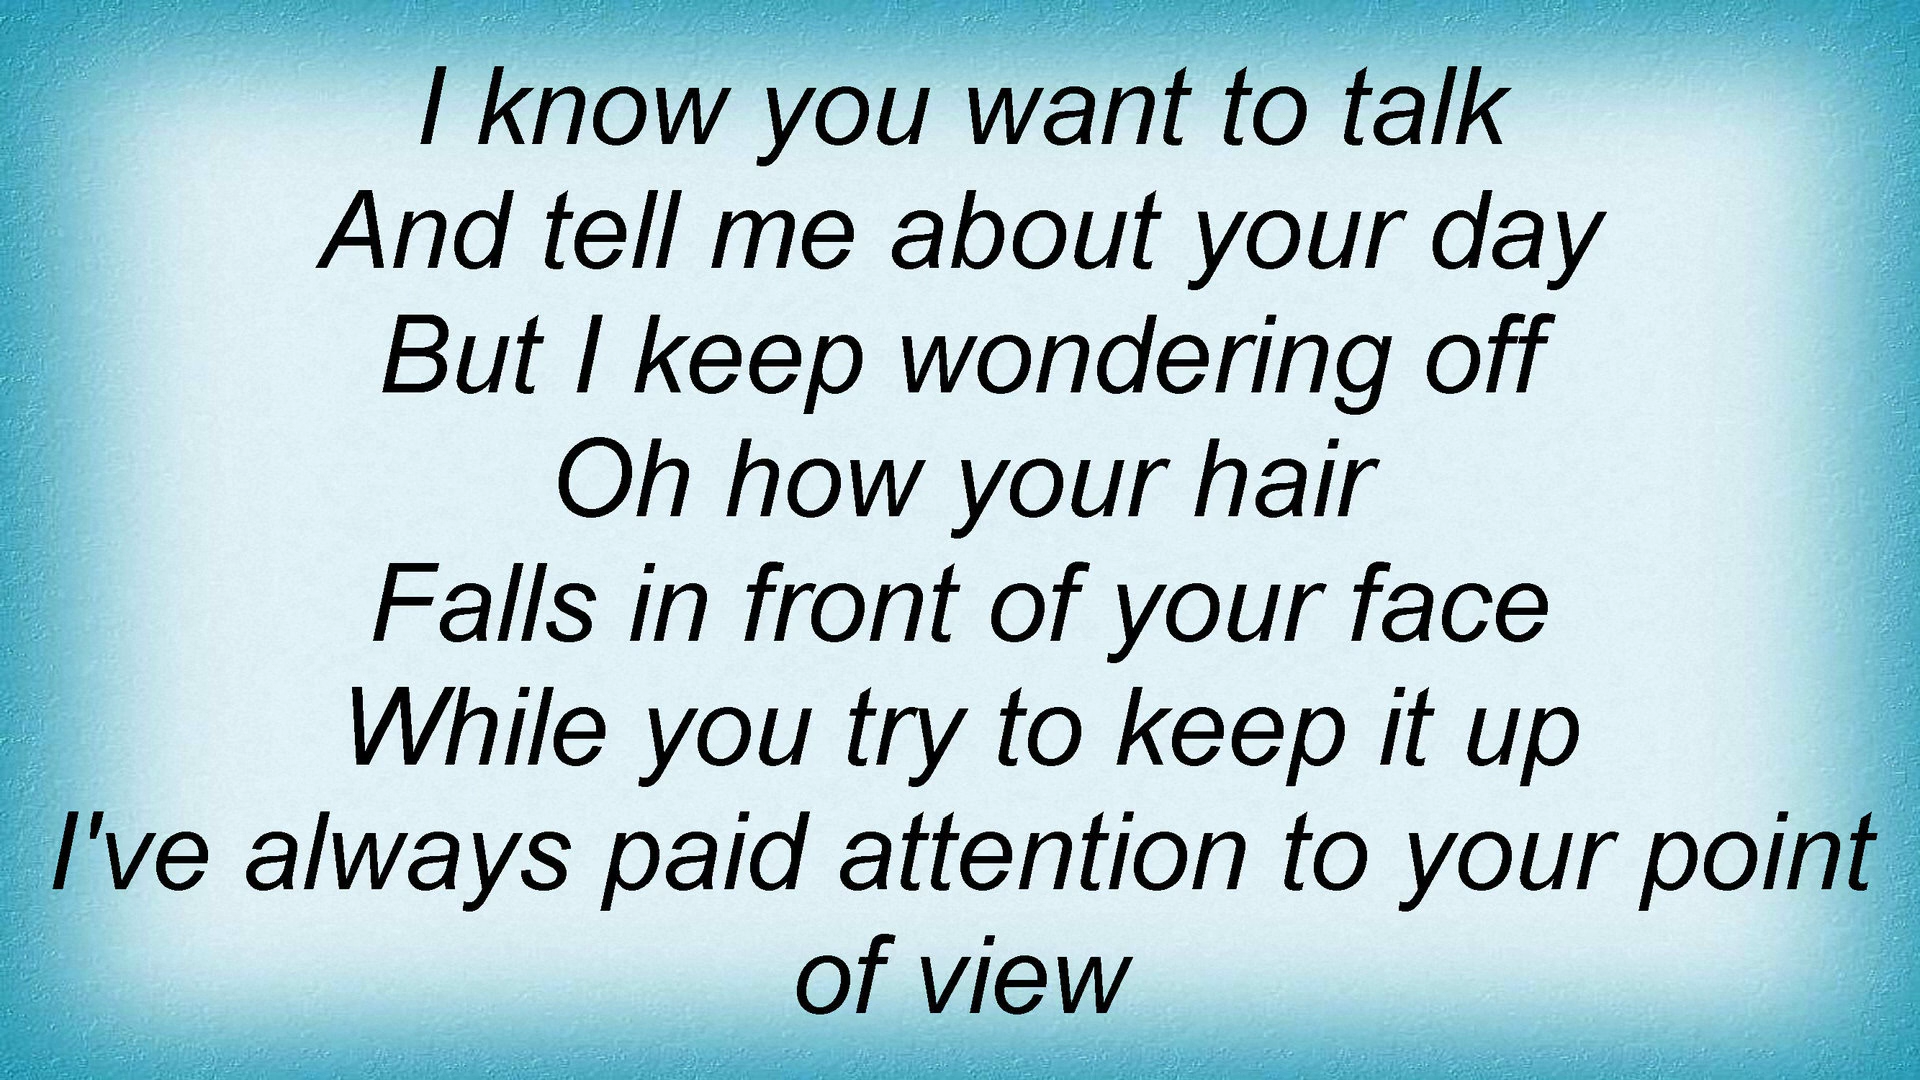 I know you want to talk
And tell me about your day
But I keep wondering off
Oh how your hair
Falls in front of your face
While you try to keep it up
I've always paid attention to your point
of view